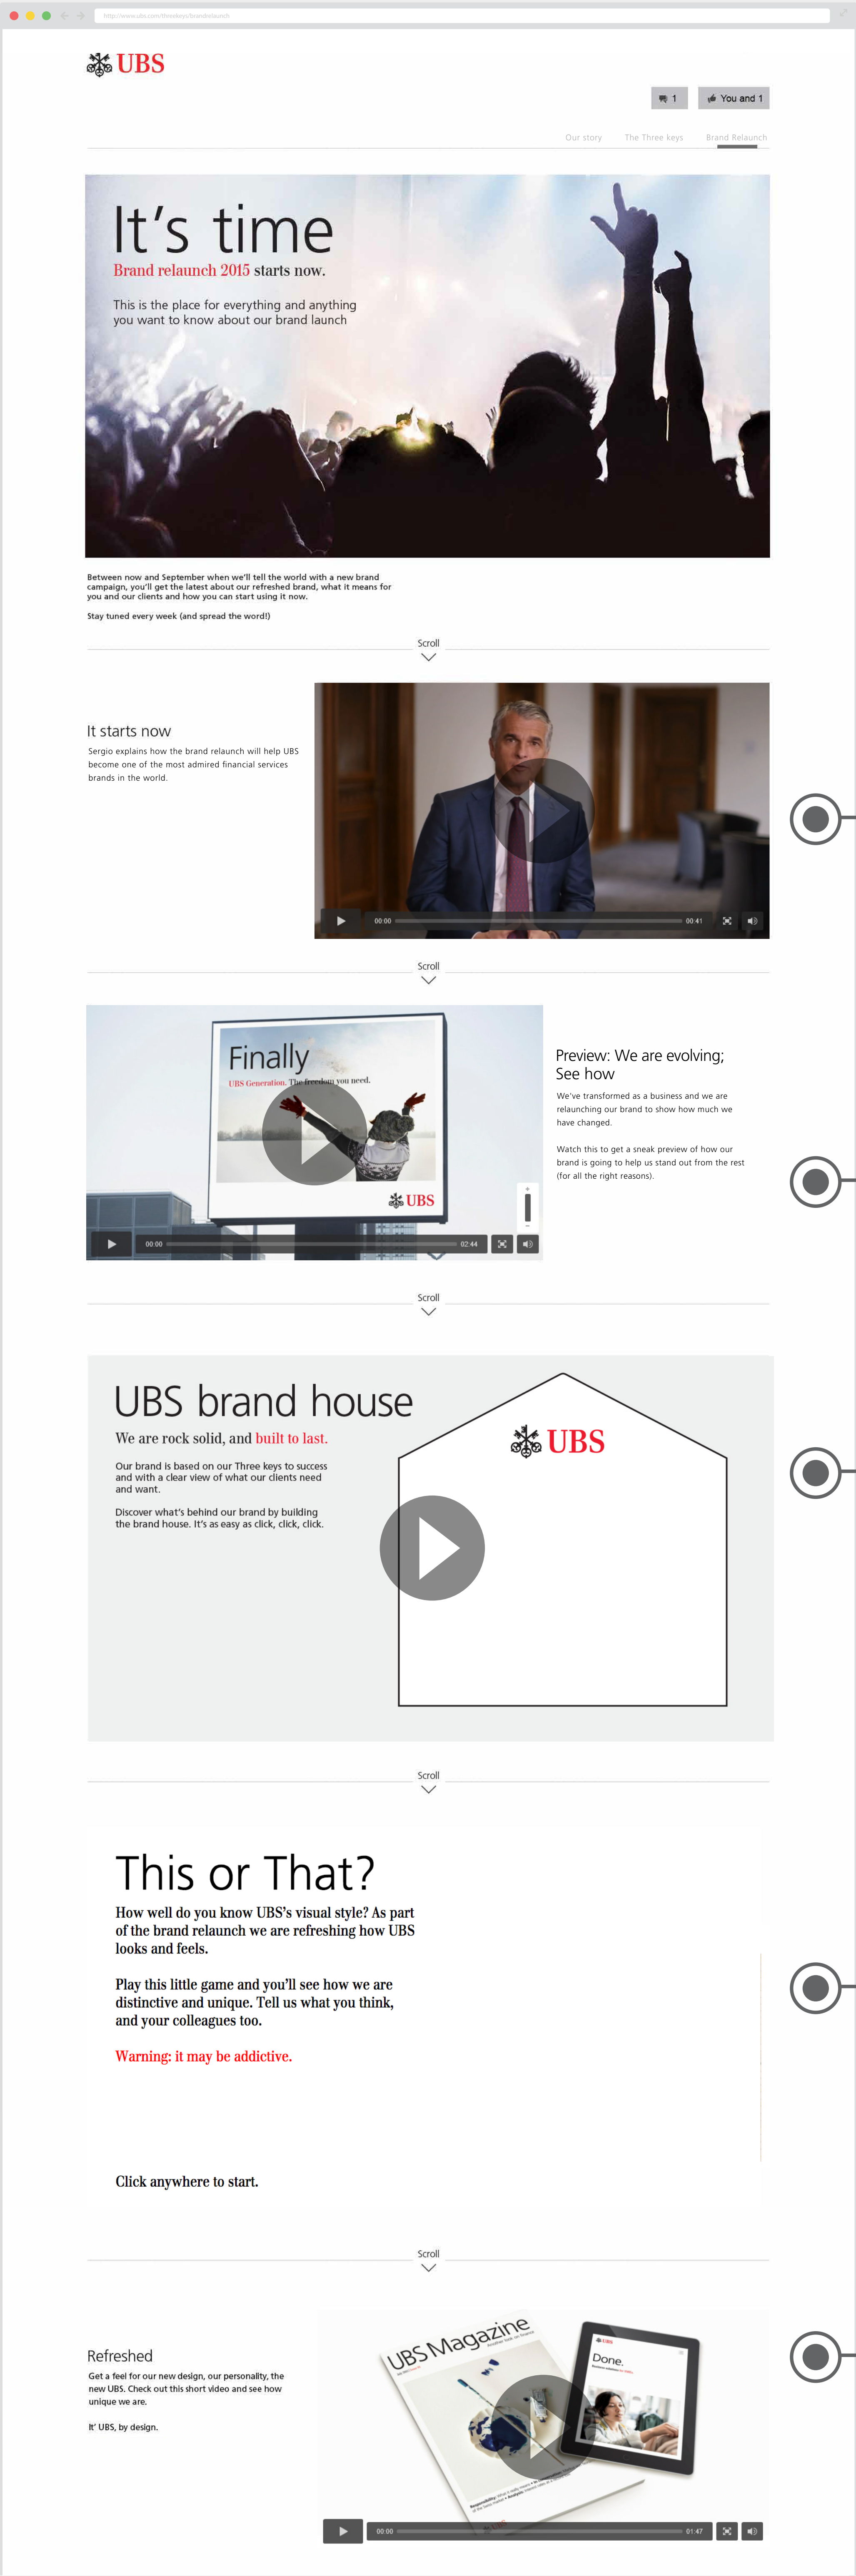 http://www.ubs.com/threekeys/brandrelaunch
UBS
1
You and 1
Our story
The Three keys
Brand Relaunch
It's time
Brand relaunch 2015 starts now.
This is the place for everything and anything
you want to know about our brand launch
Between now and September when we'll tell the world with a new brand
campaign, you'll get the latest about our refreshed brand, what it means for
you and our clients and how you can start using it now.
Stay tuned every week (and spread the word!)
Scroll
It starts now
Sergio explains how the brand relaunch will help UBS
become one of the most admired financial services
brands in the world.
00:00
00:41
Scroll
Finally
UBS Generation. The freedom you need.
UBS
00:00
02:44
Preview: We are evolving;
See how
We've transformed as a business and we are
relaunching our brand to show how much we
have changed.
Watch this to get a sneak preview of how our
brand is going to help us stand out from the rest
(for all the right reasons).
Scroll
UBS brand house
We are rock solid, and built to last.
Our brand is based on our Three keys to success
and with a clear view of what our clients need
and want.
Discover what's behind our brand by building
the brand house. It's as easy as click, click, click.
UBS
Scroll
This or That?
How well do you know UBS's visual style? As part
of the brand relaunch we are refreshing how UBS
looks and feels.
Play this little game and you'll see how we are
distinctive and unique. Tell us what you think,
and your colleagues too.
Warning: it may be addictive.
Click anywhere to start.
Scroll
Refreshed
Get a feel for our new design, our personality, the
new UBS. Check out this short video and see how
unique we are.
It' UBS, by design.
UBS Magazine
Another look on finance
UBS
Done.
00:00
01:47